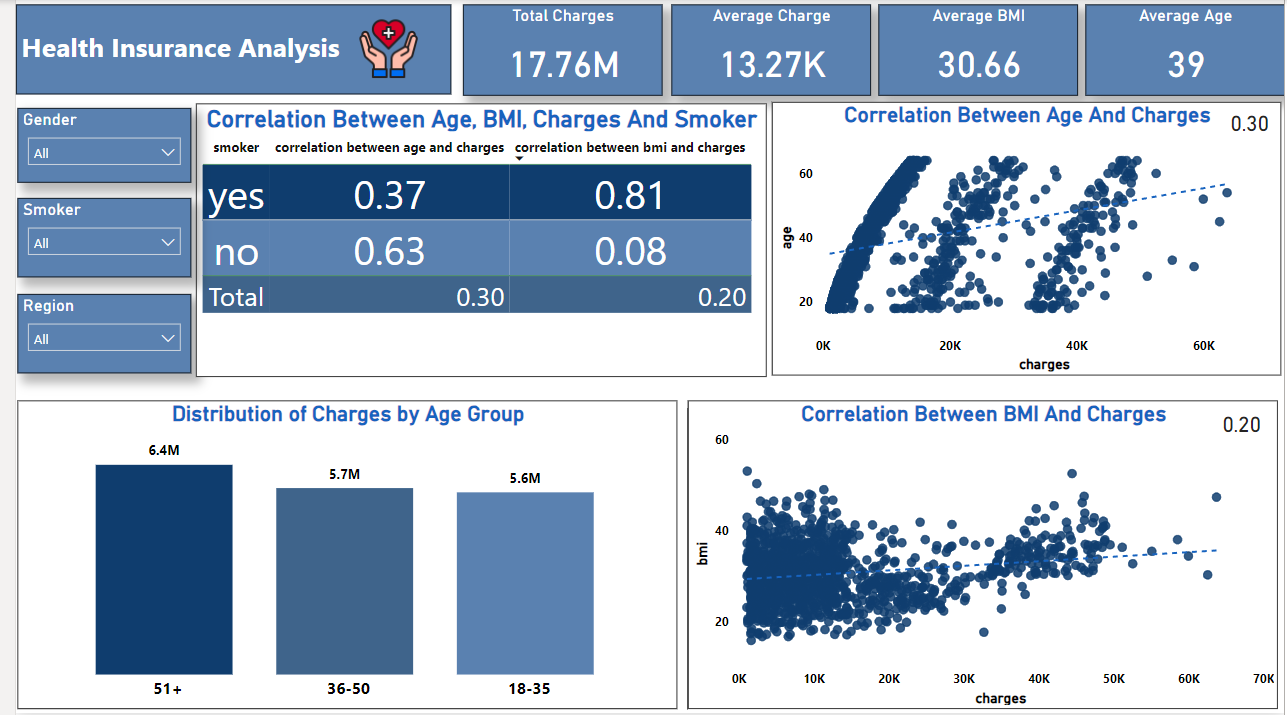 Health Insurance Analysis
Total Charges
17.76M
Average Charge
13.27K
Average BMI
30.66
Average Age
39
Gender
All
Smoker
All
Region
All
Correlation Between Age, BMI, Charges And Smoker
smoker correlation between age and charges correlation between bmi and charges
yes 0.37 0.81
no 0.63 0.08
Total 0.30 0.20
Correlation Between Age And Charges
0.30
60
40
20
age
0K 20K 40K 60K
charges
Distribution of Charges by Age Group
6.4M
5.7M
5.6M
51+ 36-50 18-35
Correlation Between BMI And Charges
0.20
60
40
20
bmi
0K 10K 20K 30K 40K 50K 60K 70K
charges